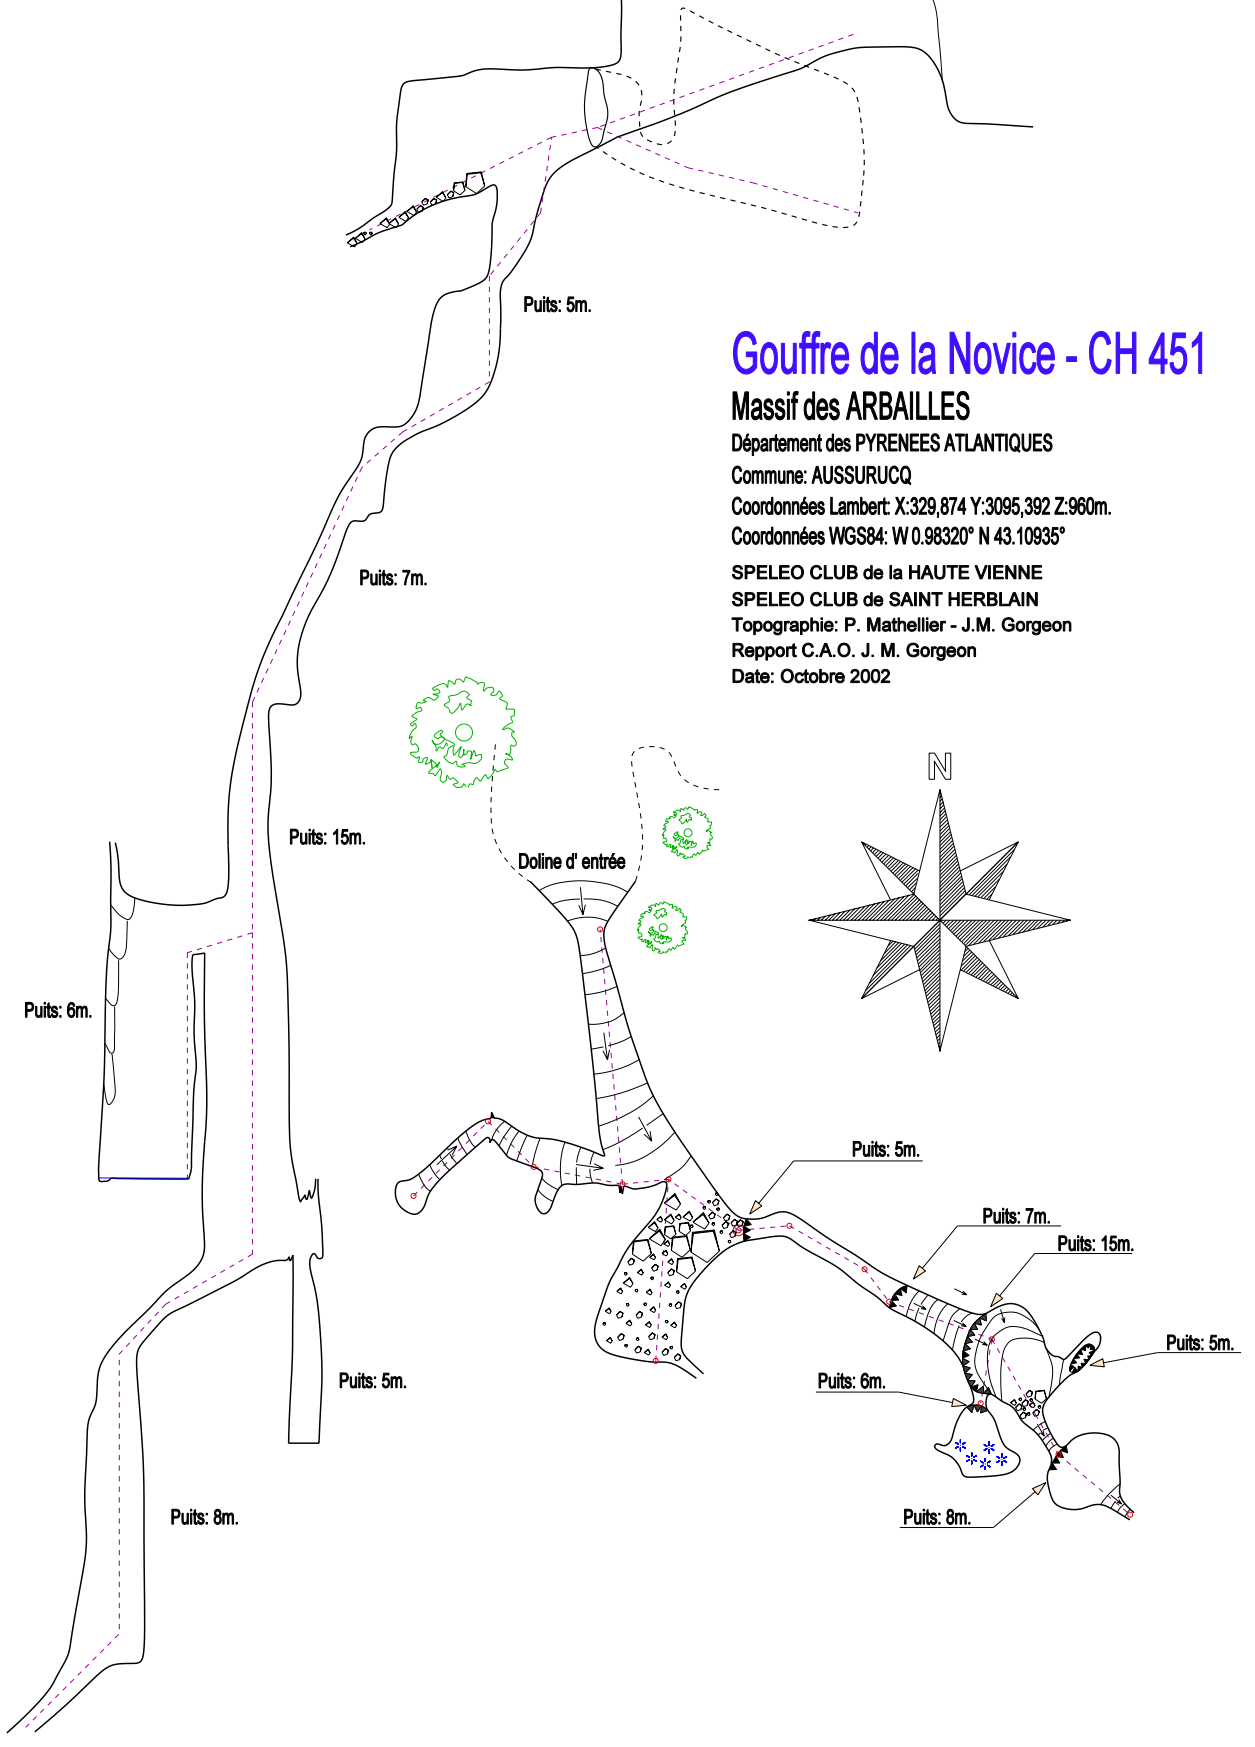 Puits: 5m.
Gouffre de la Novice - CH 451
Massif des ARBAILLES
Département des PYRENEES ATLANTIQUES
Commune: AUSSURUCQ
Coordonnées Lambert: X:329,874 Y:3095,392 Z:960m.
Coordonnées WGS84: W 0.98320° N 43.10935°
SPELEO CLUB de la HAUTE VIENNE
SPELEO CLUB de SAINT HERBLAIN
Topographie: P. Mathellier - J.M. Gorgeon
Repport C.A.O. J. M. Gorgeon
Date: Octobre 2002
Puits: 7m.
N
Puits: 15m.
Doline d' entrée
Puits: 6m.
Puits: 5m.
Puits: 7m.
Puits: 15m.
Puits: 5m.
Puits: 5m.
Puits: 6m.
Puits: 8m.
Puits: 8m.